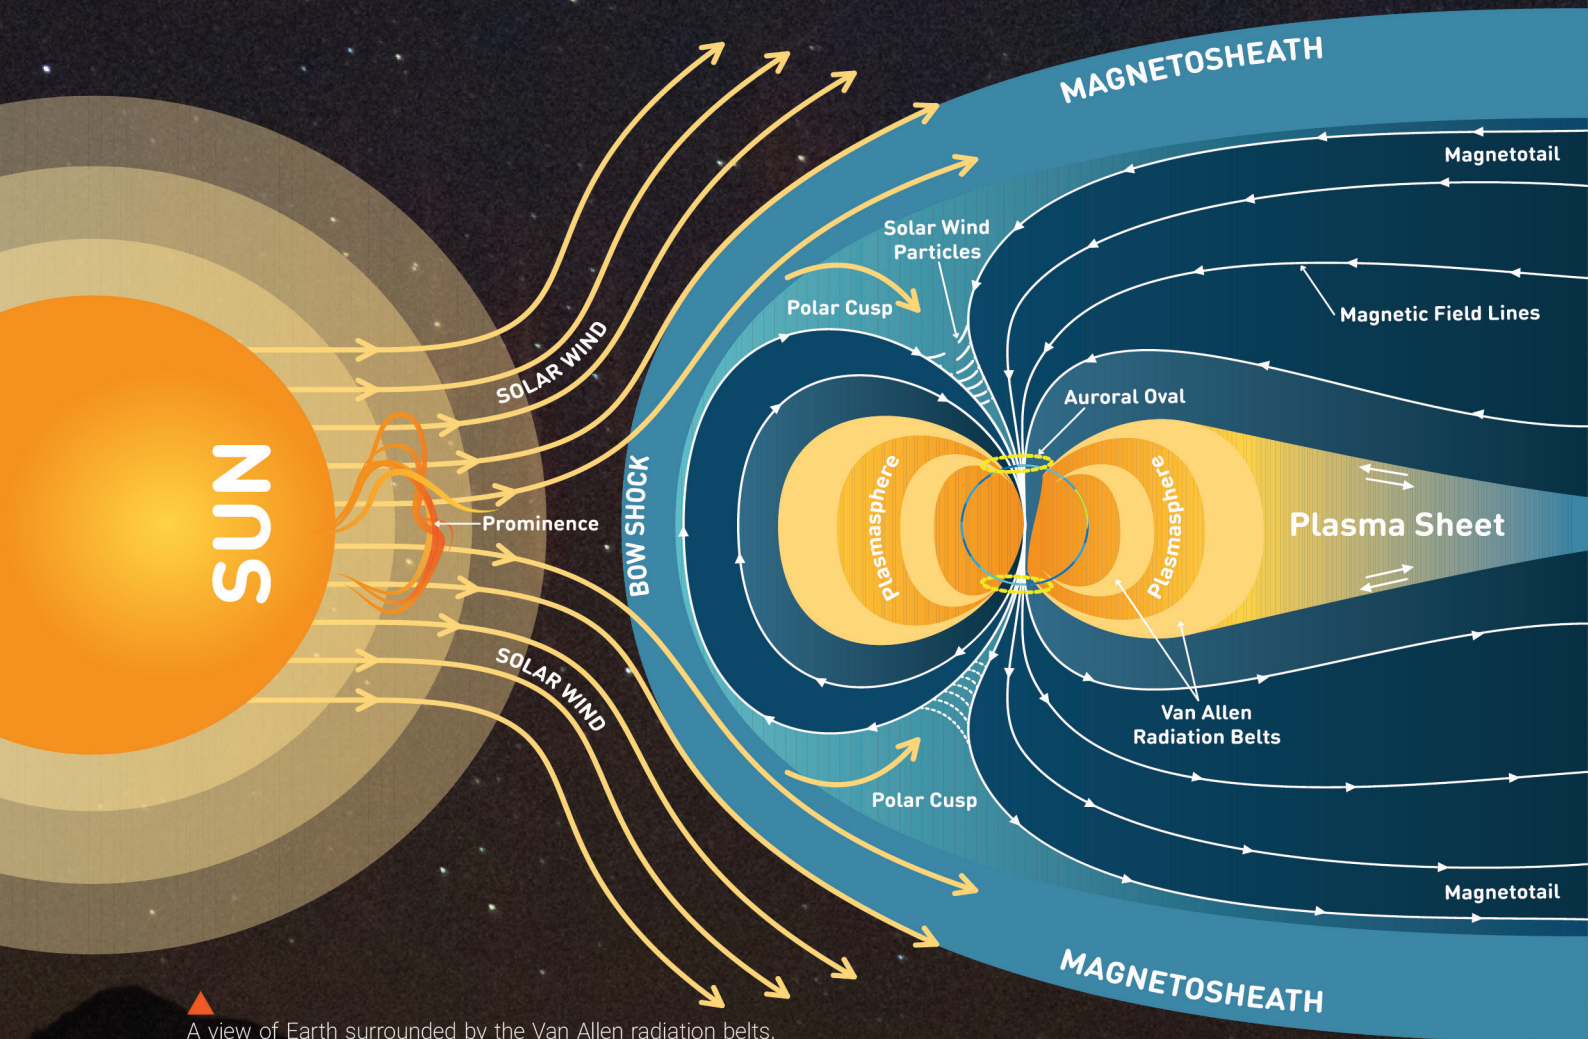 MAGNETOSHEATH
Magnetotail
Solar Wind
Particles
Polar Cusp
Magnetic Field Lines
SOLAR WIND
Auroral Oval
SUN
Prominence
BOW SHOCK
Plasmasphere
Plasmasphere
Plasma Sheet
SOLAR WIND
Van Allen
Radiation Belts
Polar Cusp
Magnetotail
MAGNETOSHEATH
A view of Earth surrounded by the Van Allen radiation belts.